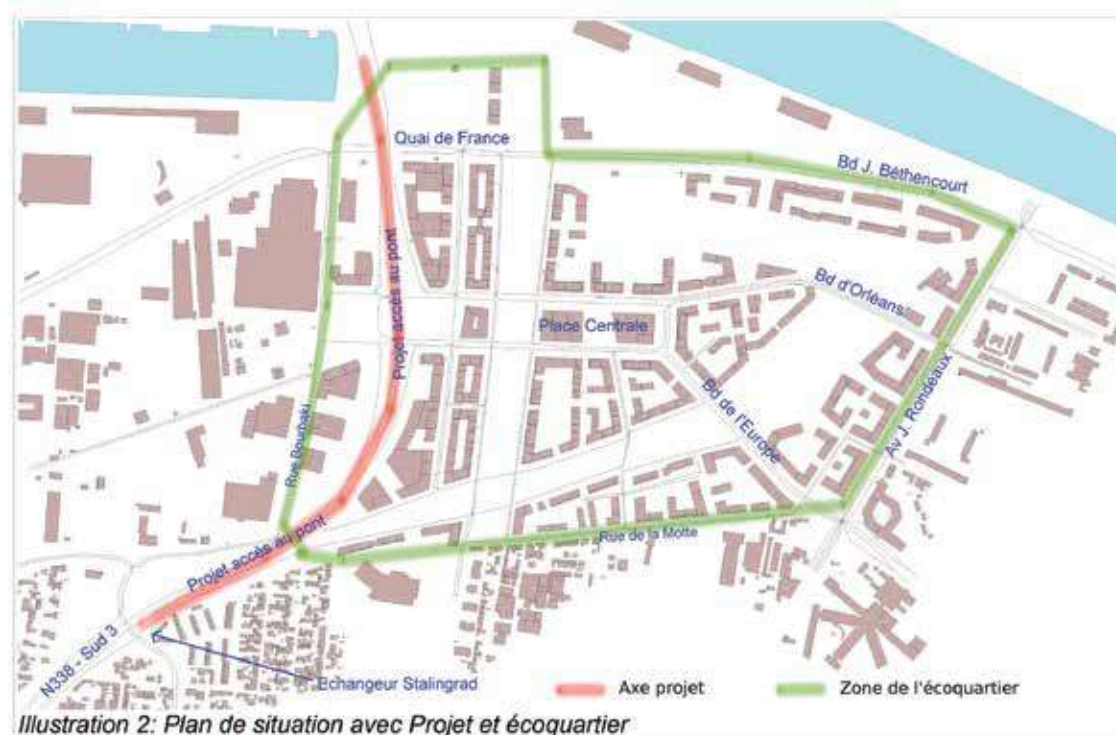 Quai de France
Bd J. Béthencourt
Projet accès au pont
Bd d'Orléans
Place Centrale
Bd de l'Europe
Av J. Rondeaux
Rue Bourbaki
Rue de la Motte
Projet accès au pont
N338 - Sud 3
Echangeur Stalingrad
Axe projet
Zone de l'écoquartier
Illustration 2: Plan de situation avec Projet et écoquartier